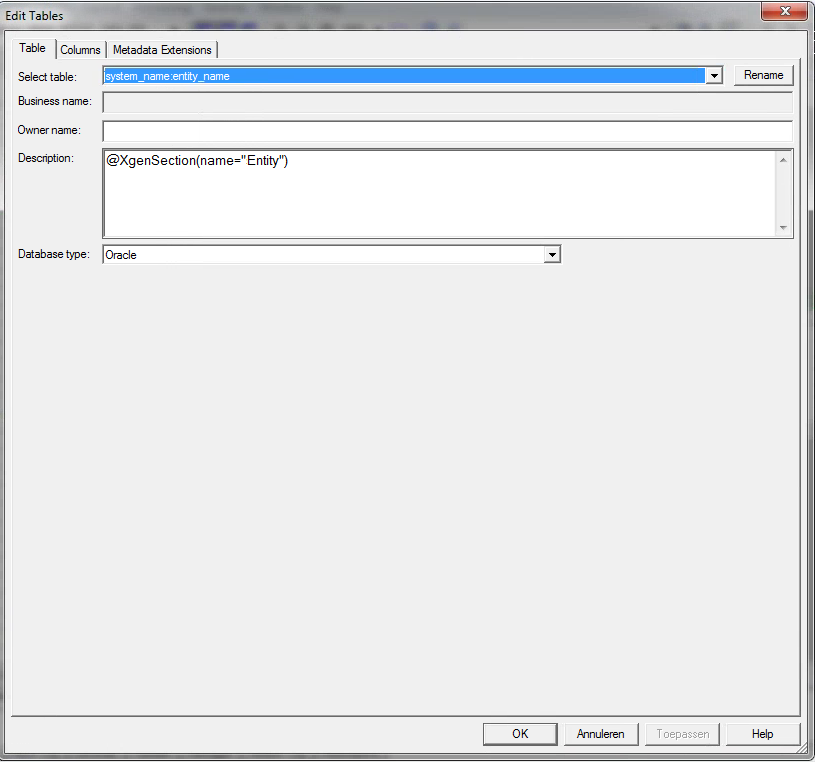 Edit Tables
Table Columns Metadata Extensions
Select table: system_name:entity_name Rename
Business name:
Owner name:
Description: @XgenSection(name="Entity")
Database type: Oracle
OK Annuleren Toepassen Help